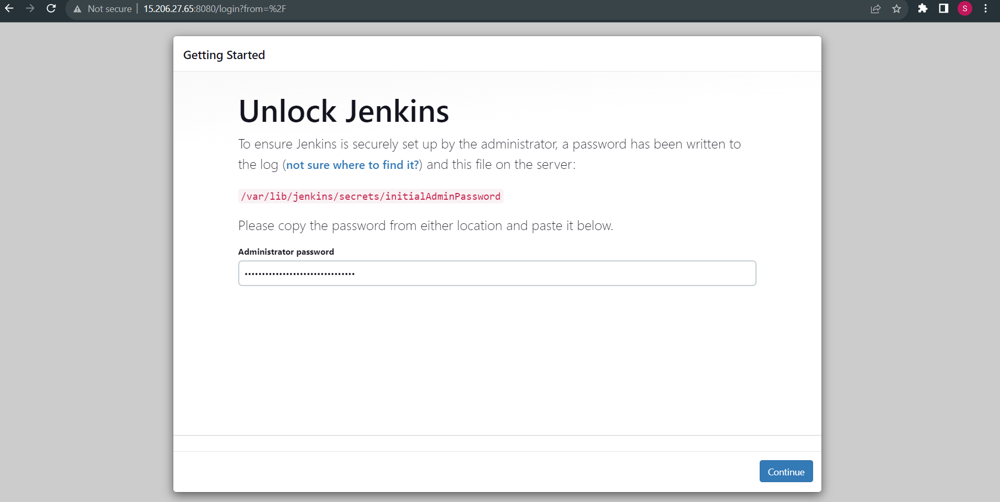 Not secure 15.206.27.65:8080/login?from=%2F
S
Getting Started
Unlock Jenkins
To ensure Jenkins is securely set up by the administrator, a password has been written to
the log (not sure where to find it?) and this file on the server:
/var/lib/jenkins/secrets/initialAdminPassword
Please copy the password from either location and paste it below.
Administrator password
••••••••••••••••••••••••••••••••
Continue